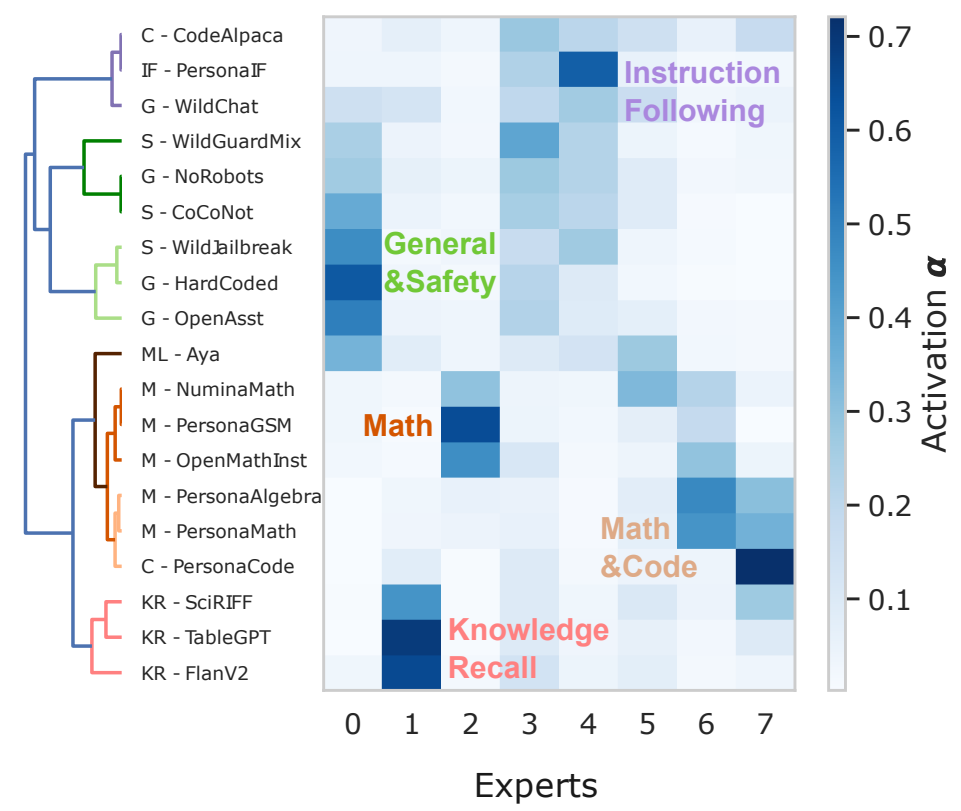 C - CodeAlpaca
IF - PersonaIF
G - WildChat
S - WildGuardMix
G - NoRobots
S - CoCoNot
S - WildJailbreak
G - HardCoded
G - OpenAsst
ML - Aya
M - NuminaMath
M - PersonaGSM
M - OpenMathInst
M - PersonaAlgebra
M - PersonaMath
C - PersonaCode
KR - SciRIFF
KR - TableGPT
KR - FlanV2
Instruction
Following
General
&Safety
Math
Math
&Code
Knowledge
Recall
0 1 2 3 4 5 6 7
Experts
0.7
0.6
0.5
0.4
0.3
0.2
0.1
Activation α